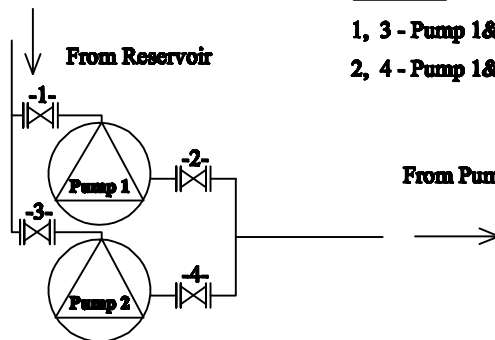 From Reservoir
1, 3 - Pump 1&
2, 4 - Pump 1&
-1-
-2-
Pump 1
From Pum
-3-
-4-
Pump 2